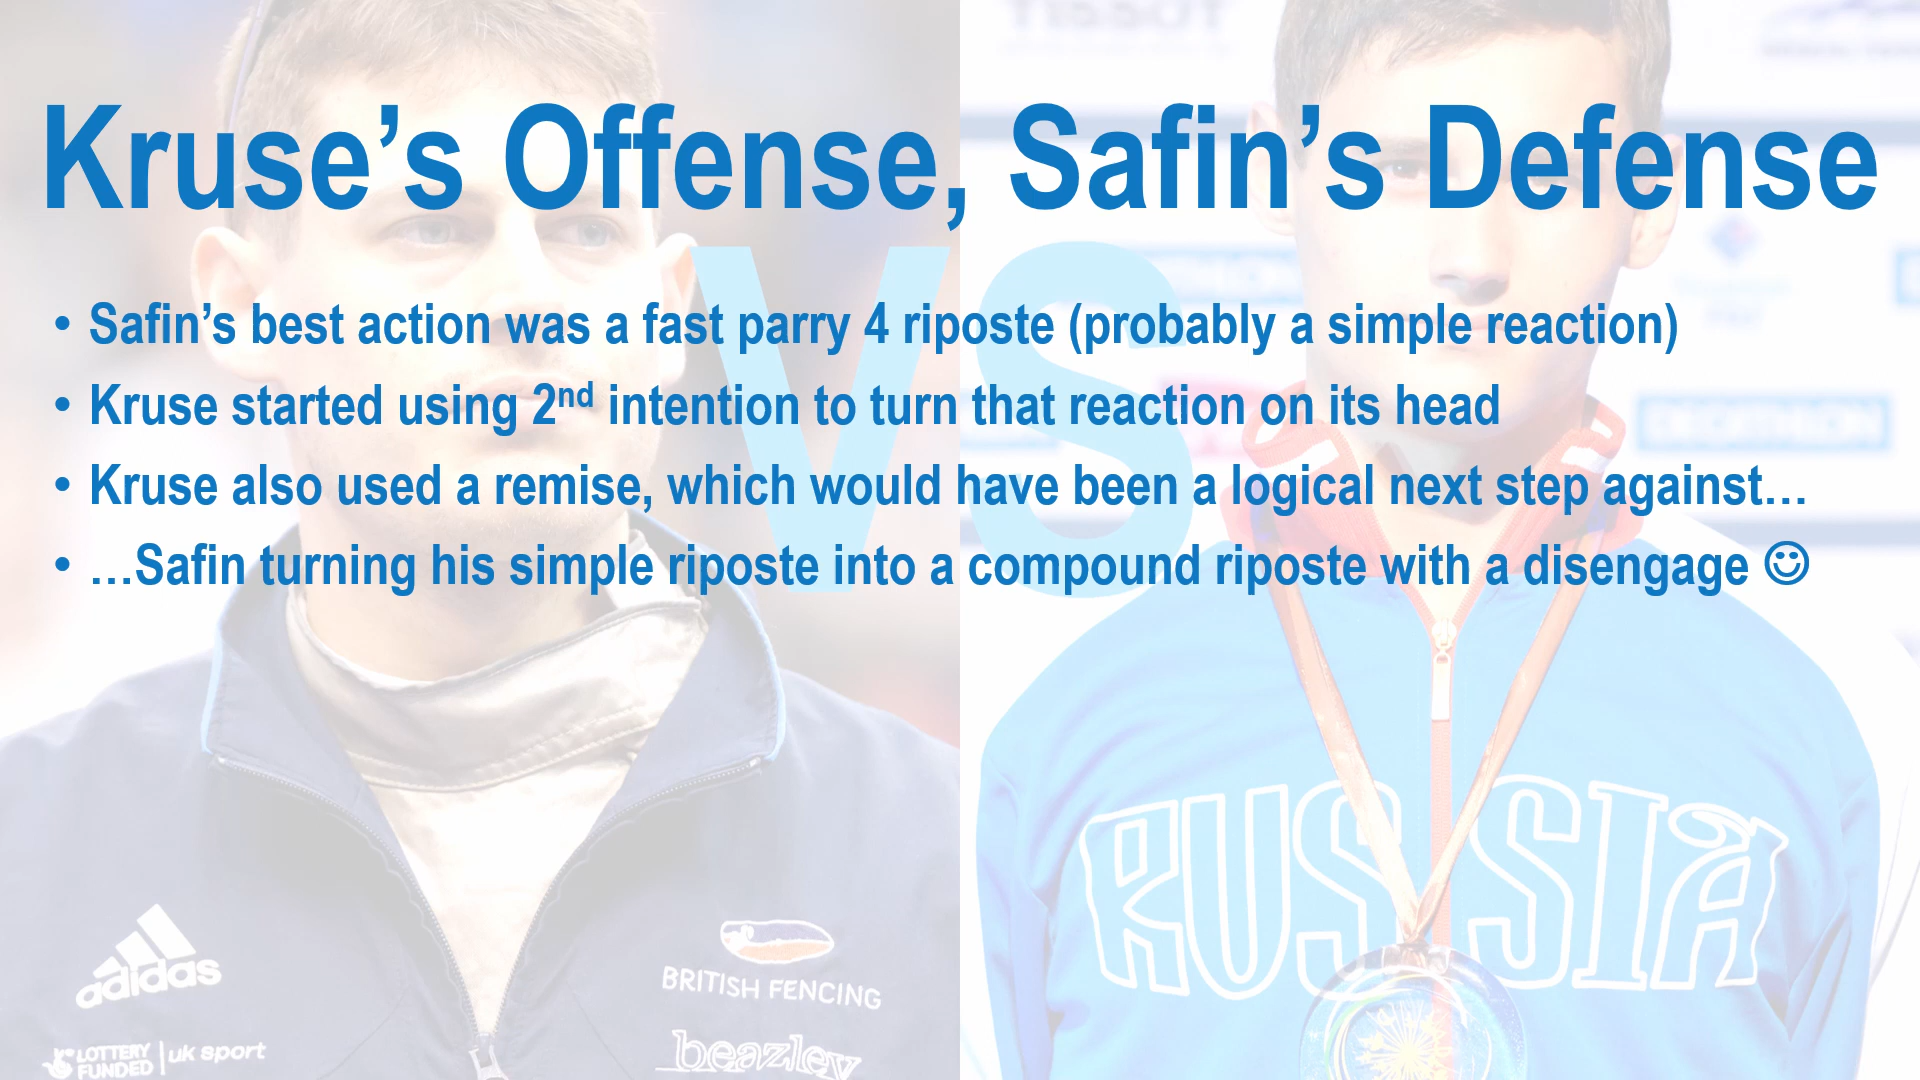 TISSOT
Kruse’s Offense, Safin’s Defense
VS
• Safin’s best action was a fast parry 4 riposte (probably a simple reaction)
• Kruse started using 2nd intention to turn that reaction on its head
• Kruse also used a remise, which would have been a logical next step against…
• …Safin turning his simple riposte into a compound riposte with a disengage ☺
DECATHLON
RUSSIA
adidas
BRITISH FENCING
LOTTERY FUNDED
uk sport
beazley